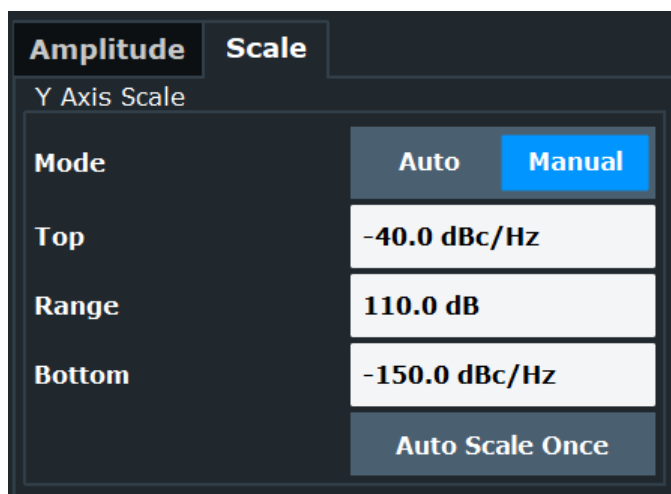 Amplitude Scale
Y Axis Scale
Mode Auto Manual
Top -40.0 dBc/Hz
Range 110.0 dB
Bottom -150.0 dBc/Hz
Auto Scale Once